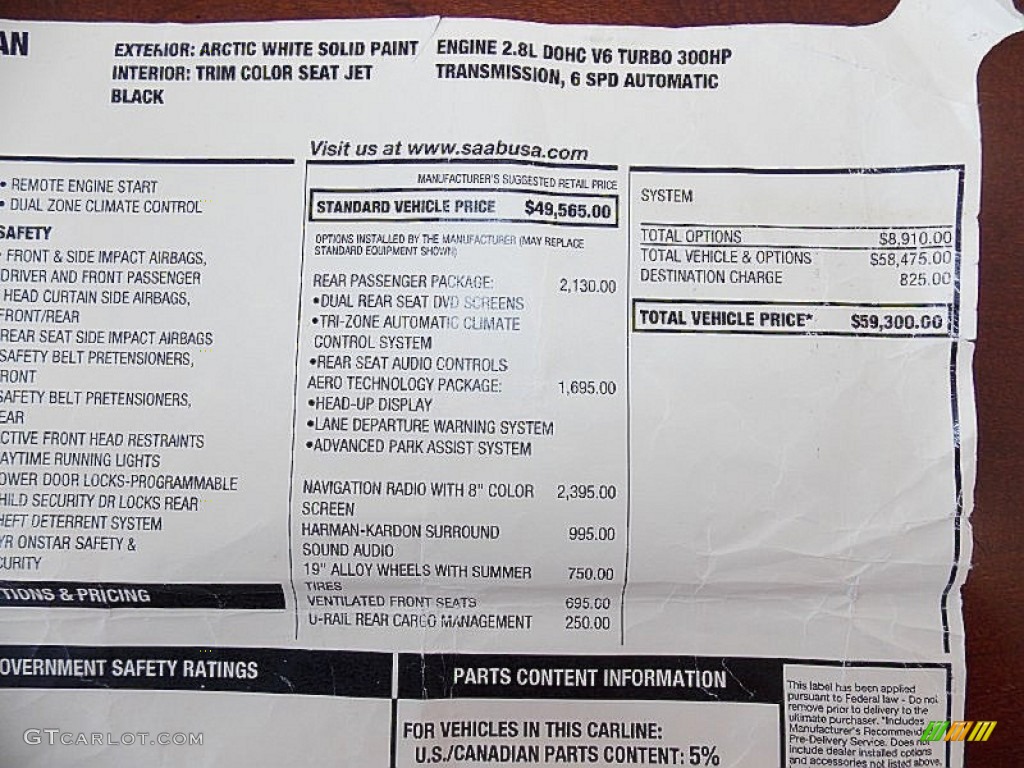 AN
EXTERIOR: ARCTIC WHITE SOLID PAINT
INTERIOR: TRIM COLOR SEAT JET
BLACK
ENGINE 2.8L DOHC V6 TURBO 300HP
TRANSMISSION, 6 SPD AUTOMATIC
• REMOTE ENGINE START
• DUAL ZONE CLIMATE CONTROL
SAFETY
• FRONT & SIDE IMPACT AIRBAGS,
DRIVER AND FRONT PASSENGER
HEAD CURTAIN SIDE AIRBAGS,
FRONT/REAR
REAR SEAT SIDE IMPACT AIRBAGS
SAFETY BELT PRETENSIONERS,
RONT
SAFETY BELT PRETENSIONERS,
EAR
CTIVE FRONT HEAD RESTRAINTS
AYTIME RUNNING LIGHTS
OWER DOOR LOCKS-PROGRAMMABLE
HILD SECURITY DR LOCKS REAR
HEFT DETERRENT SYSTEM
YR ONSTAR SAFETY &
CURITY
TIONS & PRICING
Visit us at www.saabusa.com
MANUFACTURER'S SUGGESTED RETAIL PRICE
STANDARD VEHICLE PRICE $49,565.00
OPTIONS INSTALLED BY THE MANUFACTURER (MAY REPLACE
STANDARD EQUIPMENT SHOWN)
REAR PASSENGER PACKAGE: 2,130.00
•DUAL REAR SEAT DVD SCREENS
•TRI-ZONE AUTOMATIC CLIMATE
CONTROL SYSTEM
•REAR SEAT AUDIO CONTROLS
AERO TECHNOLOGY PACKAGE: 1,695.00
•HEAD-UP DISPLAY
•LANE DEPARTURE WARNING SYSTEM
•ADVANCED PARK ASSIST SYSTEM
NAVIGATION RADIO WITH 8" COLOR 2,395.00
SCREEN
HARMAN-KARDON SURROUND 995.00
SOUND AUDIO
19" ALLOY WHEELS WITH SUMMER 750.00
TIRES
VENTILATED FRONT SEATS 695.00
U-RAIL REAR CARGO MANAGEMENT 250.00
SYSTEM
TOTAL OPTIONS $8,910.00
TOTAL VEHICLE & OPTIONS $58,475.00
DESTINATION CHARGE 825.00
TOTAL VEHICLE PRICE* $59,300.00
OVERNMENT SAFETY RATINGS
PARTS CONTENT INFORMATION
FOR VEHICLES IN THIS CARLINE:
U.S./CANADIAN PARTS CONTENT: 5%
This label has been applied
pursuant to Federal law - Do not
remove prior to delivery to the
ultimate purchaser. *Includes
Manufacturer's Recommended
Pre-Delivery Service. Does not
include dealer installed options
and accessories not listed above.
GTCARLOT.COM